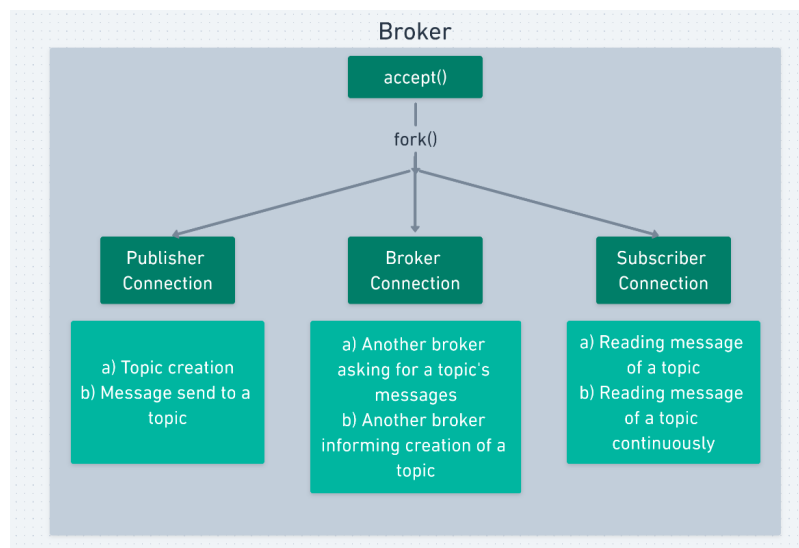 Broker
accept()
fork()
Publisher
Connection
Broker
Connection
Subscriber
Connection
a) Topic creation
b) Message send to a
topic
a) Another broker
asking for a topic's
messages
b) Another broker
informing creation of a
topic
a) Reading message
of a topic
b) Reading message
of a topic
continuously